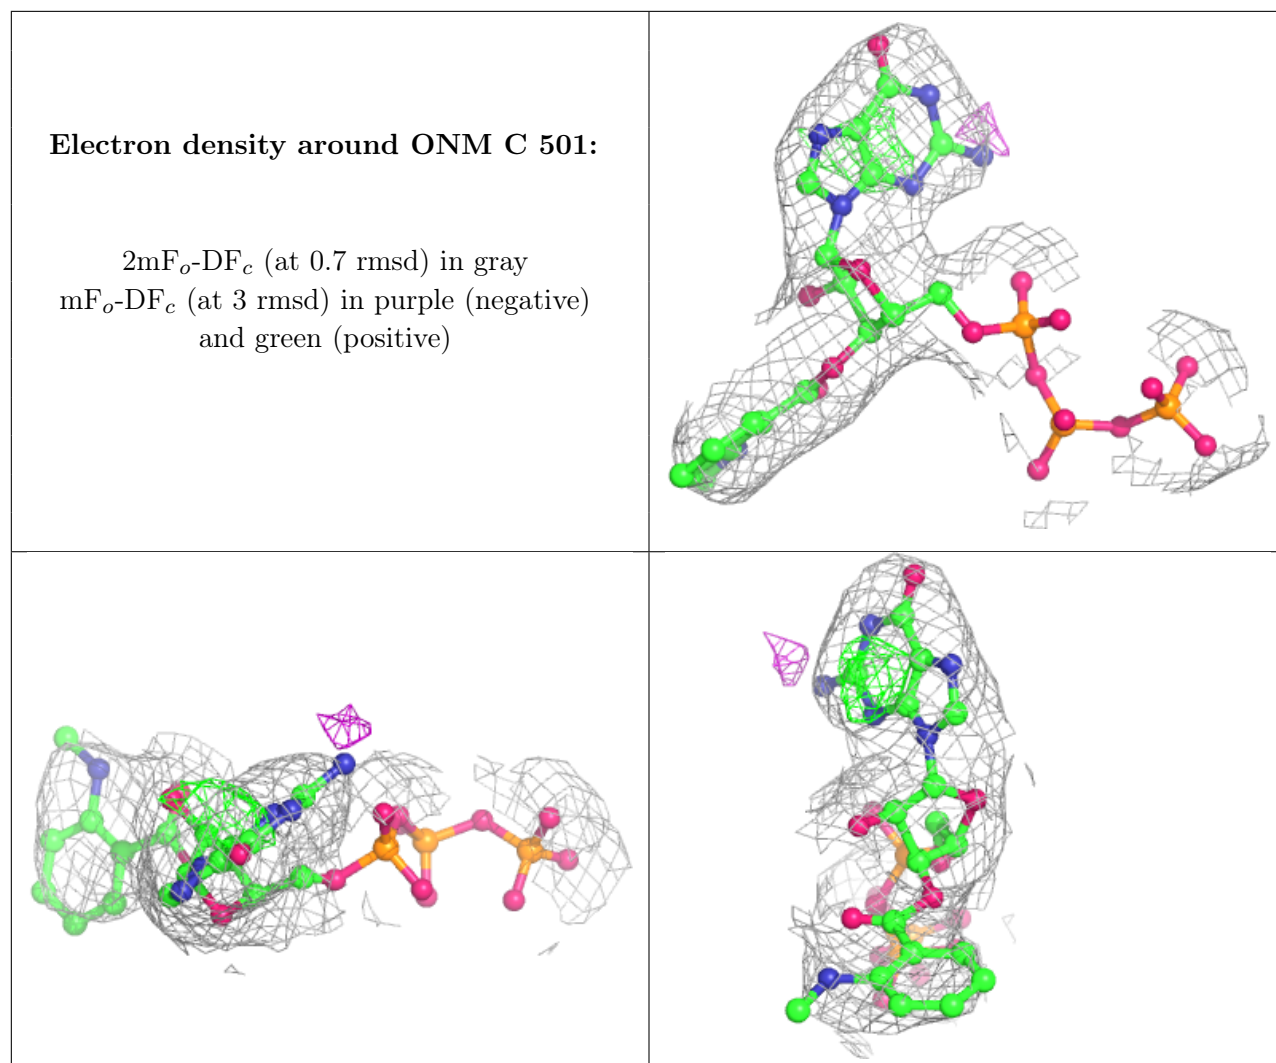 Electron density around ONM C 501:
2mFo-DFc (at 0.7 rmsd) in gray
mFo-DFc (at 3 rmsd) in purple (negative)
and green (positive)